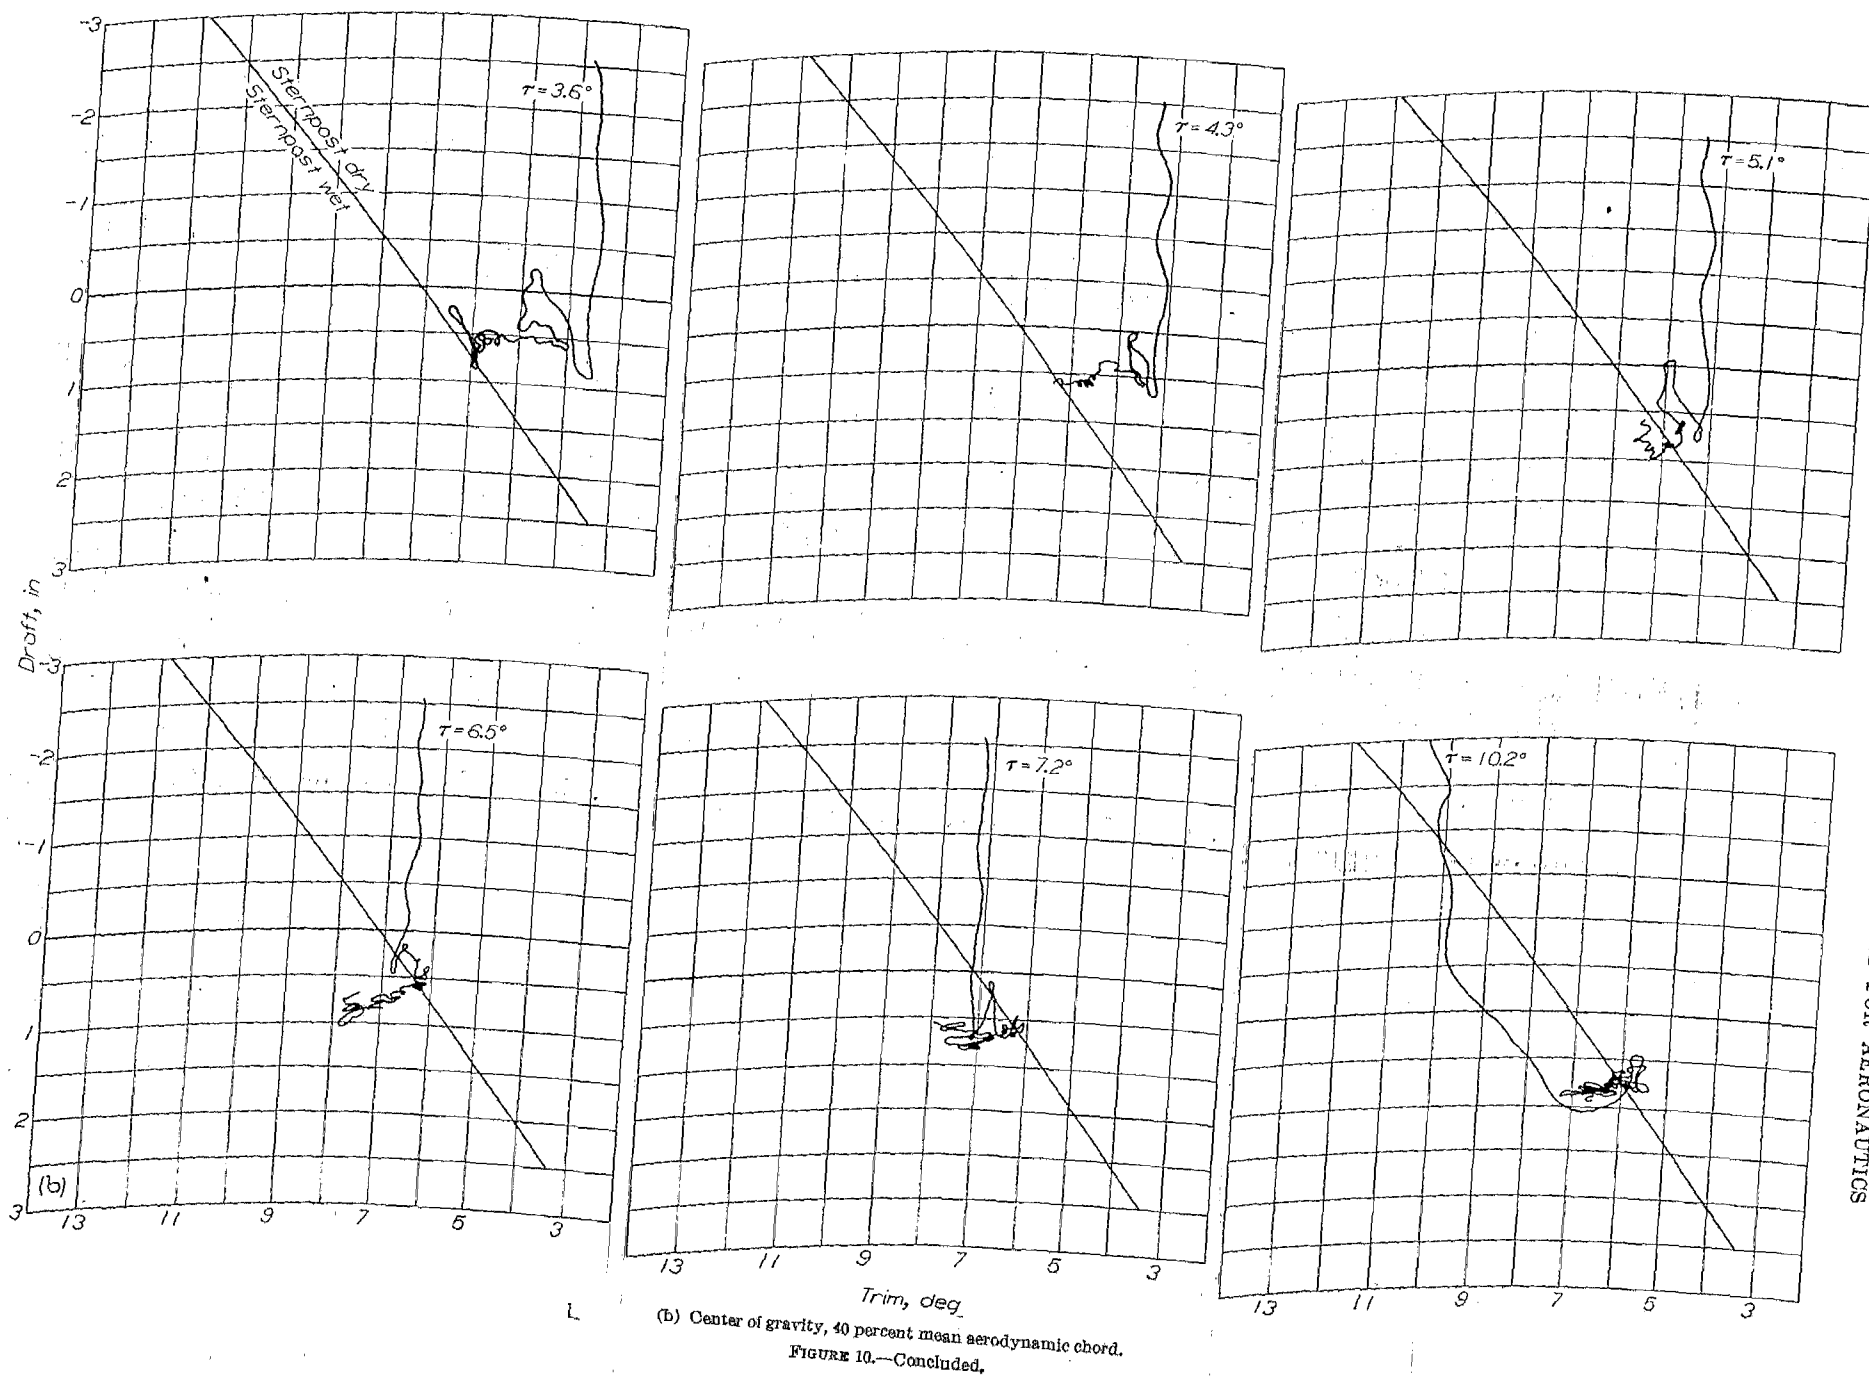 -3
-2
-1
0
1
2
3
Sternpost dry
Sternpost wet
τ=3.6°
τ=4.3°
τ=5.1°
Draft, in
-3
-2
-1
0
1
2
3
τ=6.5°
τ=7.2°
τ=10.2°
(b)
13 11 9 7 5 3
13 11 9 7 5 3
13 11 9 7 5 3
Trim, deg
(b) Center of gravity, 40 percent mean aerodynamic chord.
FIGURE 10.—Concluded.
AERONAUTICS